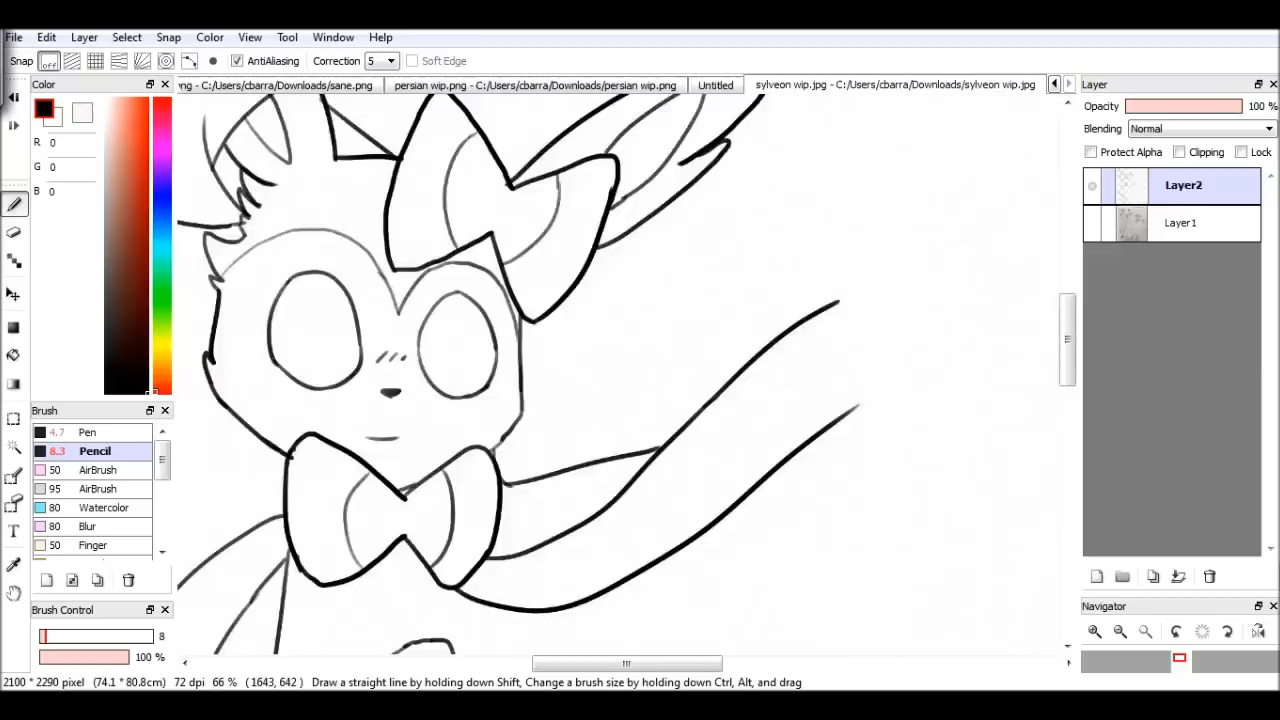 File Edit Layer Select Snap Color View Tool Window Help
Snap off AntiAliasing Correction 5 Soft Edge
Color
ng - C:/Users/cbarra/Downloads/sane.png persian wip.png - C:/Users/cbarra/Downloads/persian wip.png Untitled sylveon wip.jpg - C:/Users/cbarra/Downloads/sylveon wip.jpg
Layer
R 0
G 0
B 0
Opacity 100 %
Blending Normal
Protect Alpha Clipping Lock
Layer2
Layer1
Brush
4.7 Pen
8.3 Pencil
50 AirBrush
95 AirBrush
80 Watercolor
80 Blur
50 Finger
Brush Control
8
100 %
Navigator
2100 * 2290 pixel (74.1 * 80.8cm) 72 dpi 66 % ( 1643, 642 ) Draw a straight line by holding down Shift, Change a brush size by holding down Ctrl, Alt, and drag